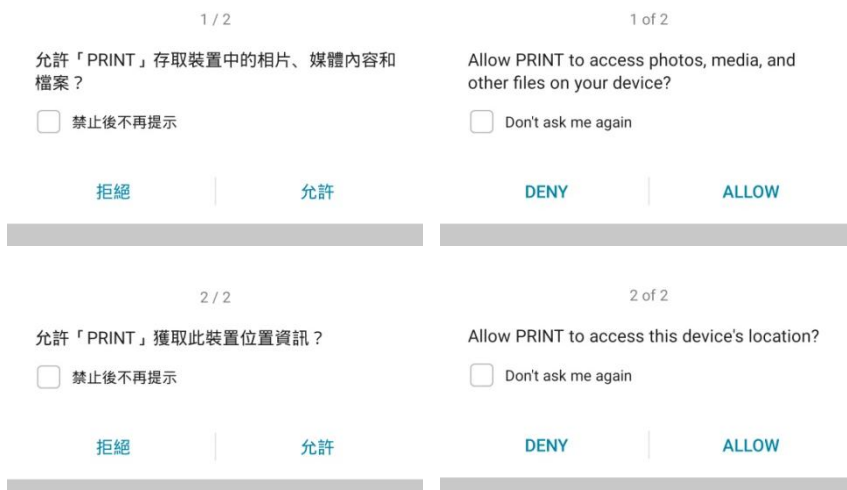 1 / 2
允許「PRINT」存取裝置中的相片、媒體內容和
檔案？
禁止後不再提示
拒絕
允許
1 of 2
Allow PRINT to access photos, media, and
other files on your device?
Don't ask me again
DENY
ALLOW
2 / 2
允許「PRINT」獲取此裝置位置資訊？
禁止後不再提示
拒絕
允許
2 of 2
Allow PRINT to access this device's location?
Don't ask me again
DENY
ALLOW